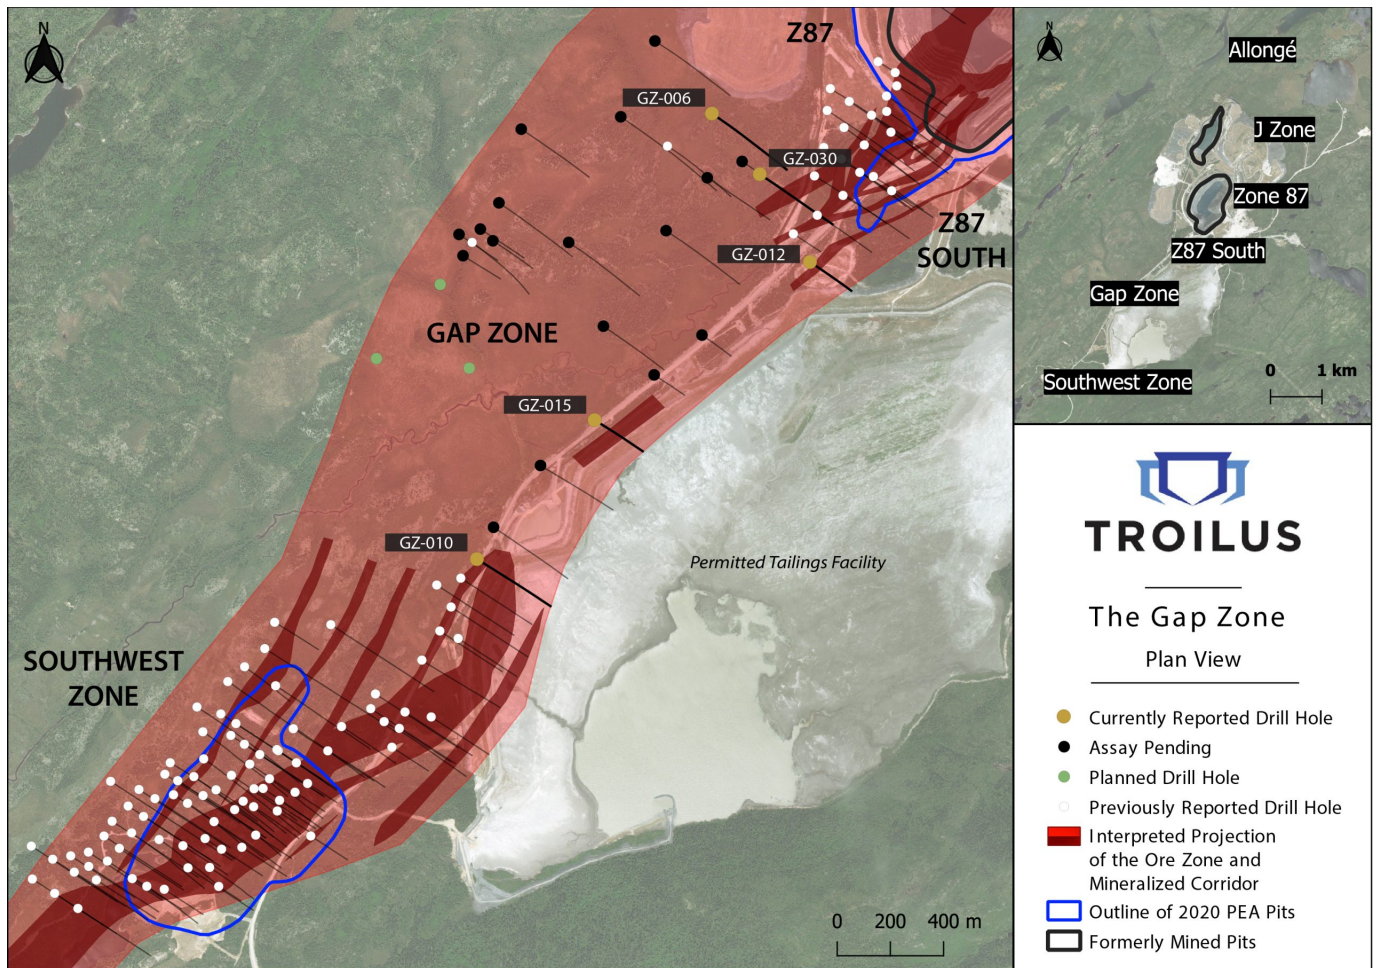 N
Z87
GZ-006
GZ-030
Z87
SOUTH
GZ-012
GAP ZONE
GZ-015
GZ-010
Permitted Tailings Facility
SOUTHWEST
ZONE
0 200 400 m
N
Allongé
J Zone
Zone 87
Z87 South
Gap Zone
0 1 km
Southwest Zone
TROILUS
The Gap Zone
Plan View
Currently Reported Drill Hole
Assay Pending
Planned Drill Hole
Previously Reported Drill Hole
Interpreted Projection
of the Ore Zone and
Mineralized Corridor
Outline of 2020 PEA Pits
Formerly Mined Pits